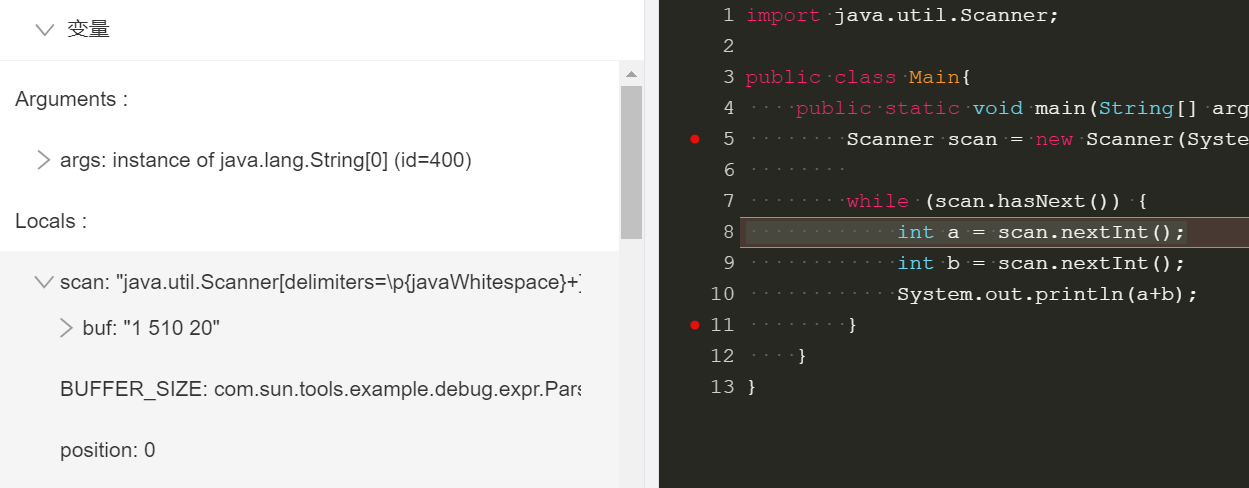 变量
Arguments :
args: instance of java.lang.String[0] (id=400)
Locals :
scan: "java.util.Scanner[delimiters=\p{javaWhitespace}+]
buf: "1 510 20"
BUFFER_SIZE: com.sun.tools.example.debug.expr.Pars
position: 0
1 import java.util.Scanner;
2
3 public class Main{
4 ····public static void main(String[] arg
5 ········Scanner scan = new Scanner(Syste
6 ········
7 ········while (scan.hasNext()) {
8 ············int a = scan.nextInt();
9 ············int b = scan.nextInt();
10 ············System.out.println(a+b);
11 ········}
12 ····}
13 }